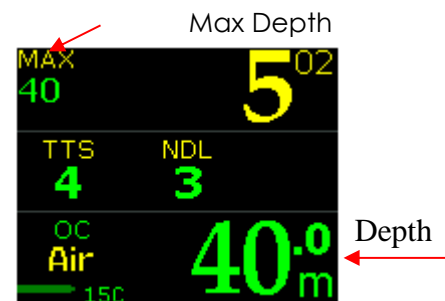 Max Depth
MAX
40
5 02
TTS NDL
4 3
OC
Air
40.0 m
Depth
15C